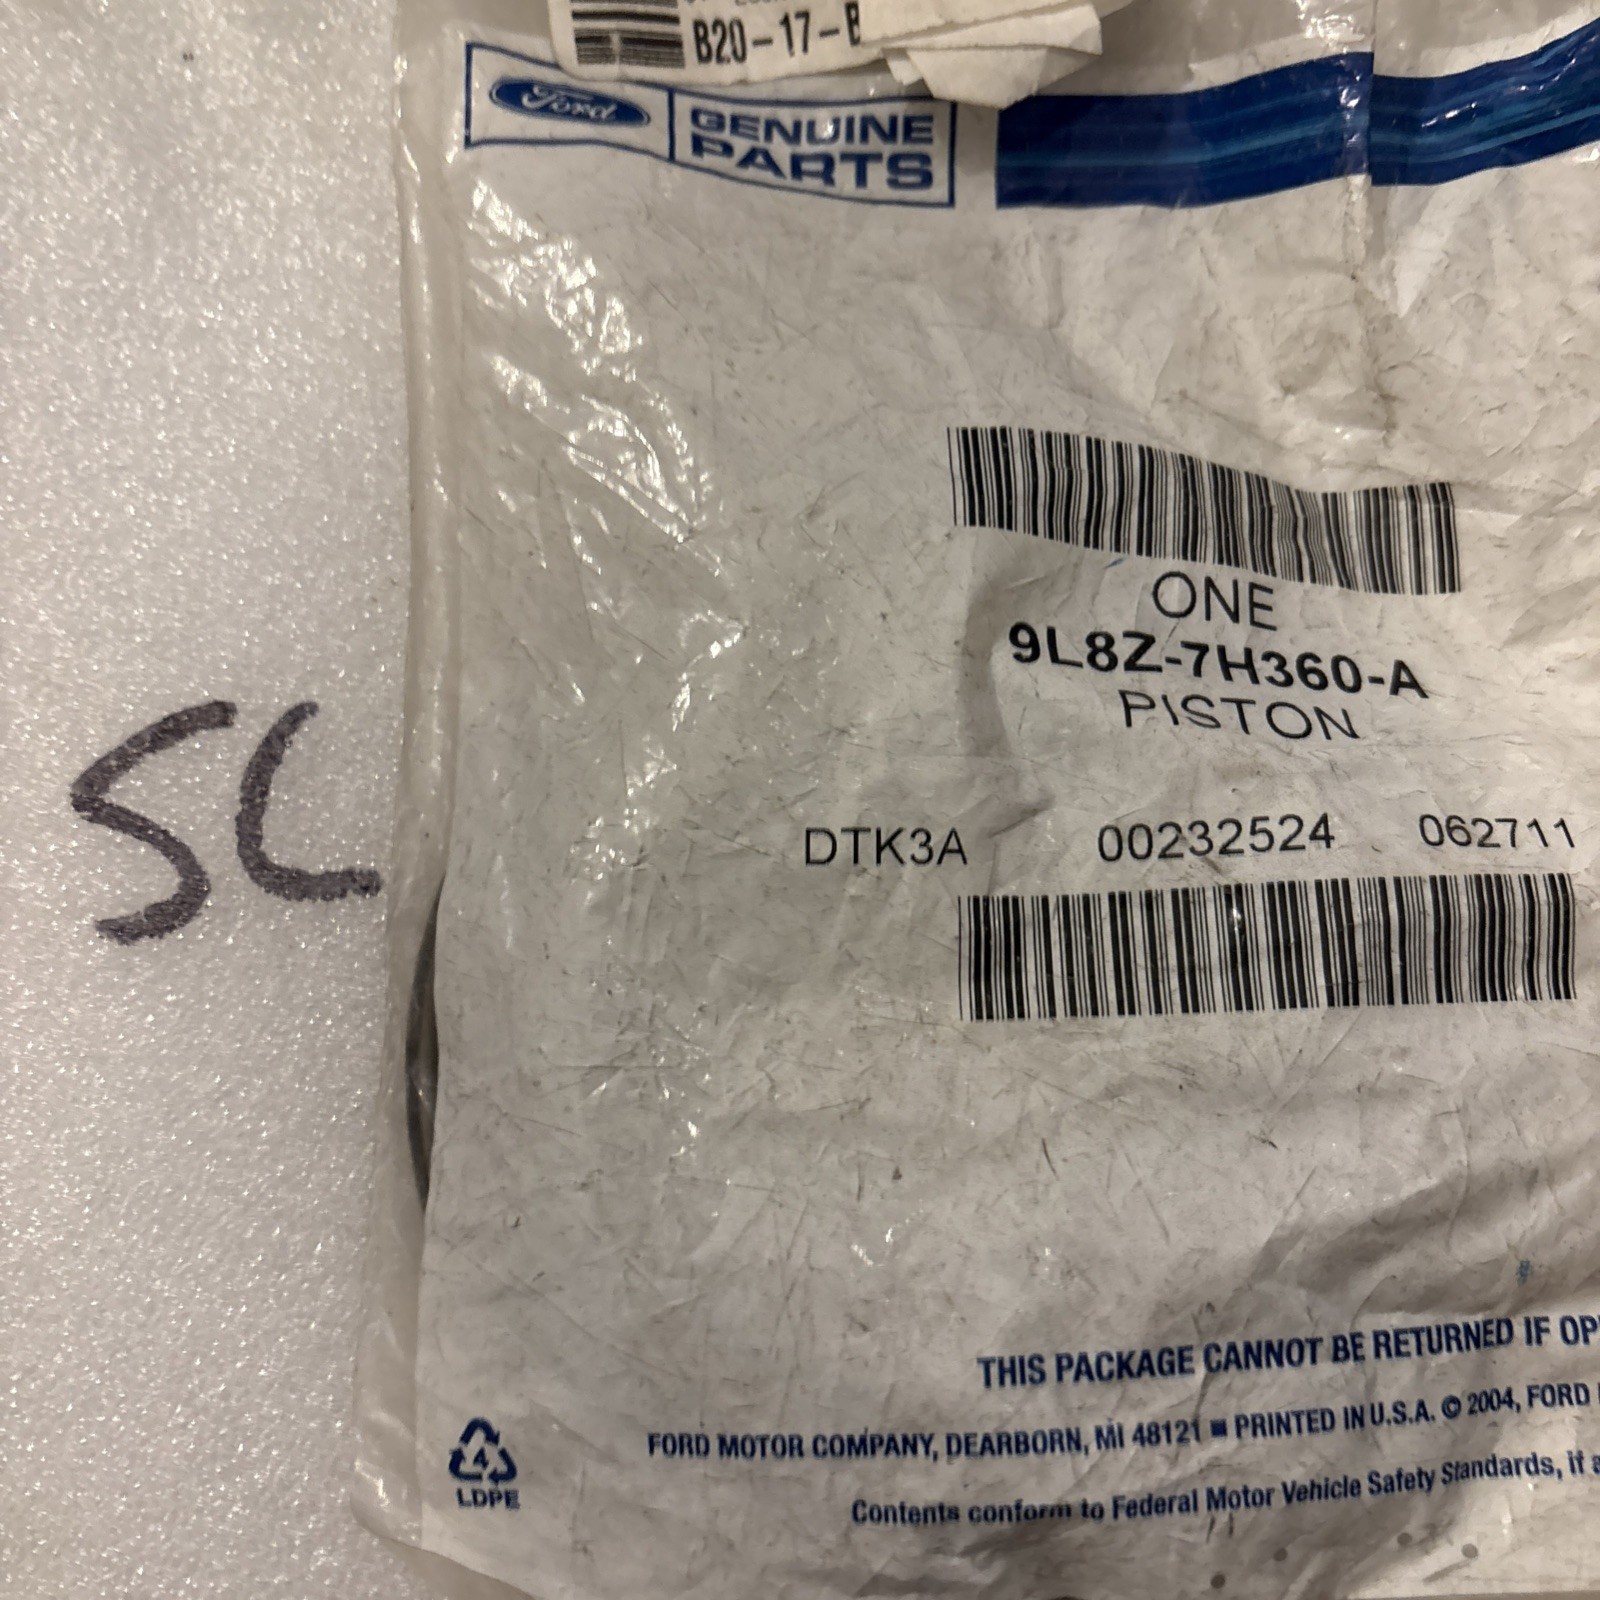 B20-17-
Ford
GENUINE
PARTS
ONE
9L8Z-7H360-A
PISTON
SC
DTK3A 00232524 062711
THIS PACKAGE CANNOT BE RETURNED IF
FORD MOTOR COMPANY, DEARBORN, MI 48121 ■ PRINTED IN U.S.A. © 2004, FORD
4
LDPE
Contents conform to Federal Motor Vehicle Safety Standards, if